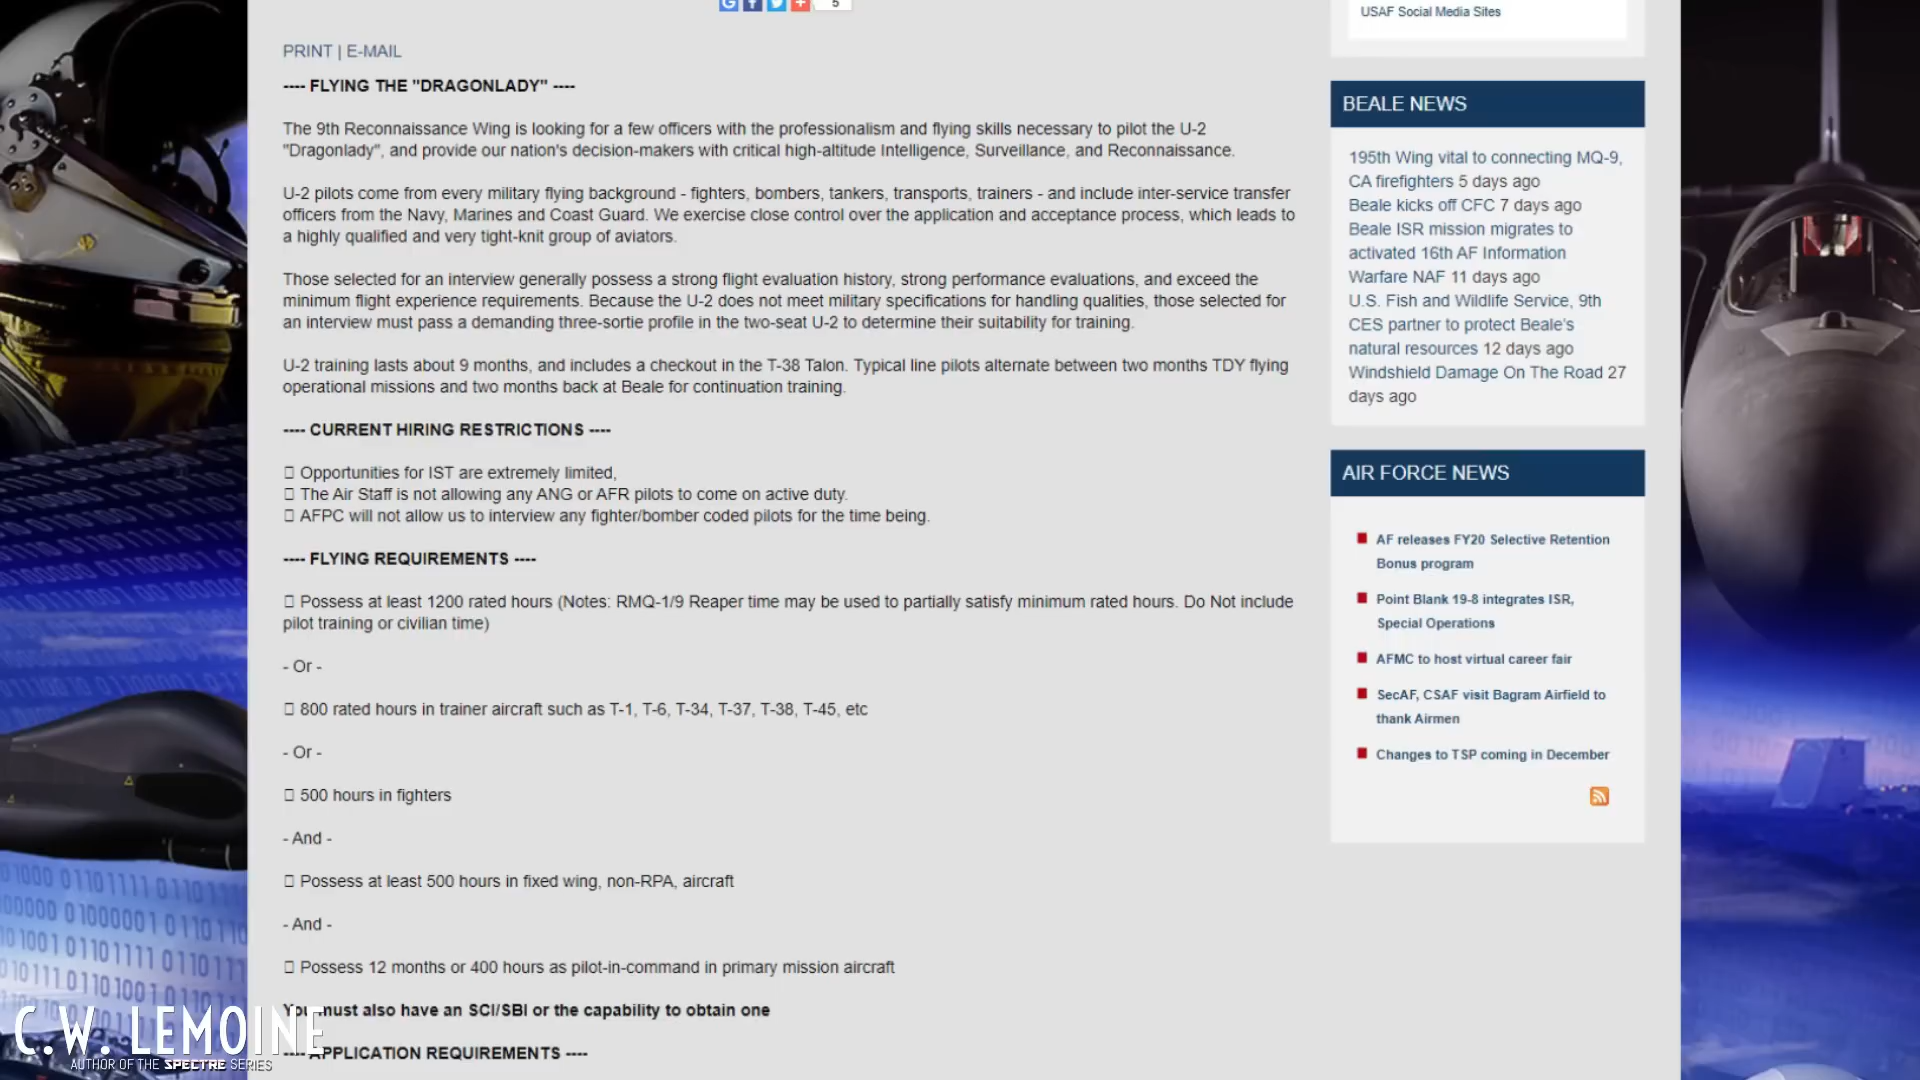 5
USAF Social Media Sites
PRINT | E-MAIL
---- FLYING THE "DRAGONLADY" ----
The 9th Reconnaissance Wing is looking for a few officers with the professionalism and flying skills necessary to pilot the U-2
"Dragonlady", and provide our nation's decision-makers with critical high-altitude Intelligence, Surveillance, and Reconnaissance.
U-2 pilots come from every military flying background - fighters, bombers, tankers, transports, trainers - and include inter-service transfer
officers from the Navy, Marines and Coast Guard. We exercise close control over the application and acceptance process, which leads to
a highly qualified and very tight-knit group of aviators.
Those selected for an interview generally possess a strong flight evaluation history, strong performance evaluations, and exceed the
minimum flight experience requirements. Because the U-2 does not meet military specifications for handling qualities, those selected for
an interview must pass a demanding three-sortie profile in the two-seat U-2 to determine their suitability for training.
U-2 training lasts about 9 months, and includes a checkout in the T-38 Talon. Typical line pilots alternate between two months TDY flying
operational missions and two months back at Beale for continuation training.
---- CURRENT HIRING RESTRICTIONS ----
Opportunities for IST are extremely limited,
The Air Staff is not allowing any ANG or AFR pilots to come on active duty.
AFPC will not allow us to interview any fighter/bomber coded pilots for the time being.
---- FLYING REQUIREMENTS ----
Possess at least 1200 rated hours (Notes: RMQ-1/9 Reaper time may be used to partially satisfy minimum rated hours. Do Not include
pilot training or civilian time)
- Or -
800 rated hours in trainer aircraft such as T-1, T-6, T-34, T-37, T-38, T-45, etc
- Or -
500 hours in fighters
- And -
Possess at least 500 hours in fixed wing, non-RPA, aircraft
- And -
Possess 12 months or 400 hours as pilot-in-command in primary mission aircraft
You must also have an SCI/SBI or the capability to obtain one
---- APPLICATION REQUIREMENTS ----
BEALE NEWS
195th Wing vital to connecting MQ-9,
CA firefighters 5 days ago
Beale kicks off CFC 7 days ago
Beale ISR mission migrates to
activated 16th AF Information
Warfare NAF 11 days ago
U.S. Fish and Wildlife Service, 9th
CES partner to protect Beale's
natural resources 12 days ago
Windshield Damage On The Road 27
days ago
AIR FORCE NEWS
AF releases FY20 Selective Retention
Bonus program
Point Blank 19-8 integrates ISR,
Special Operations
AFMC to host virtual career fair
SecAF, CSAF visit Bagram Airfield to
thank Airmen
Changes to TSP coming in December
C.W. LEMOINE
AUTHOR OF THE SPECTRE SERIES